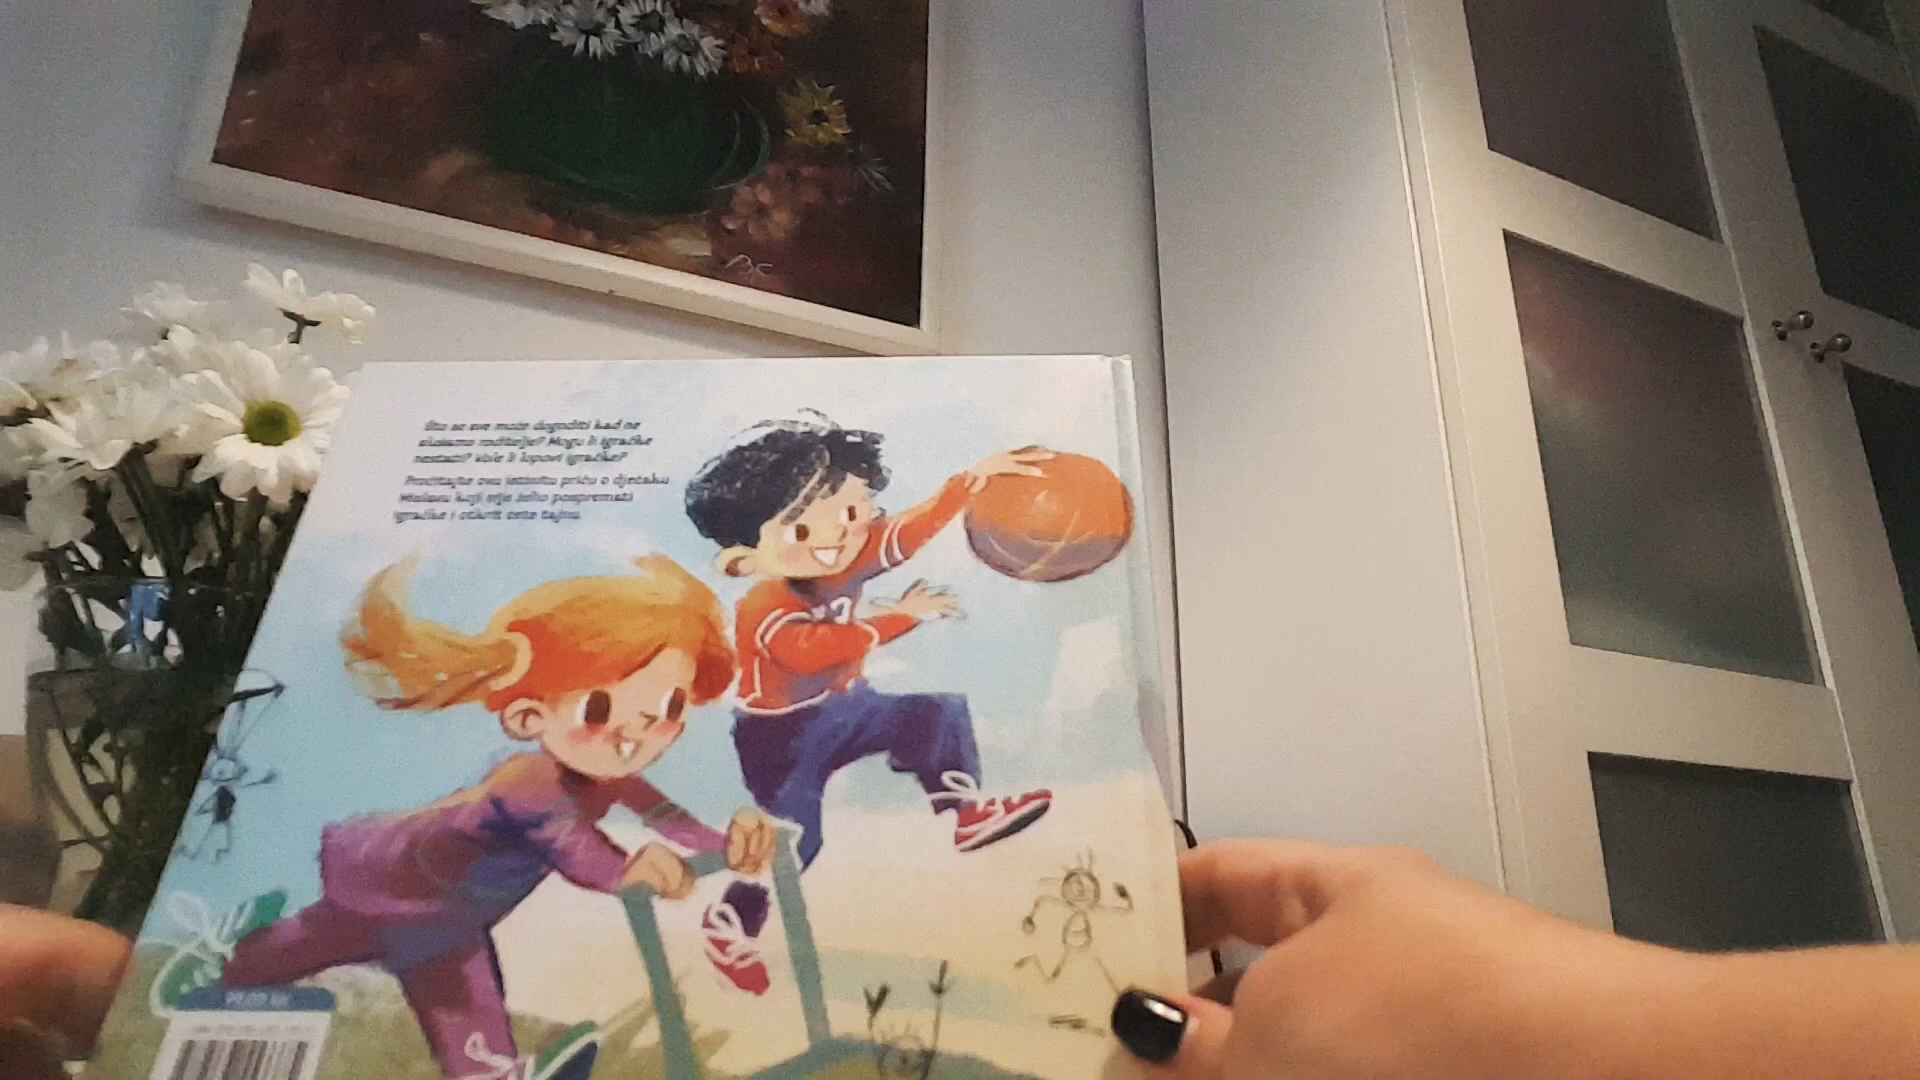 Što se sve može dogoditi kad ne
slušamo roditelje? Mogu li igračke
nestati? Vole li lopovi igračke?
Pročitajte ovu istinitu priču o dječaku
koji nije želio pospremati
igračke i otkrit ćete tajnu.